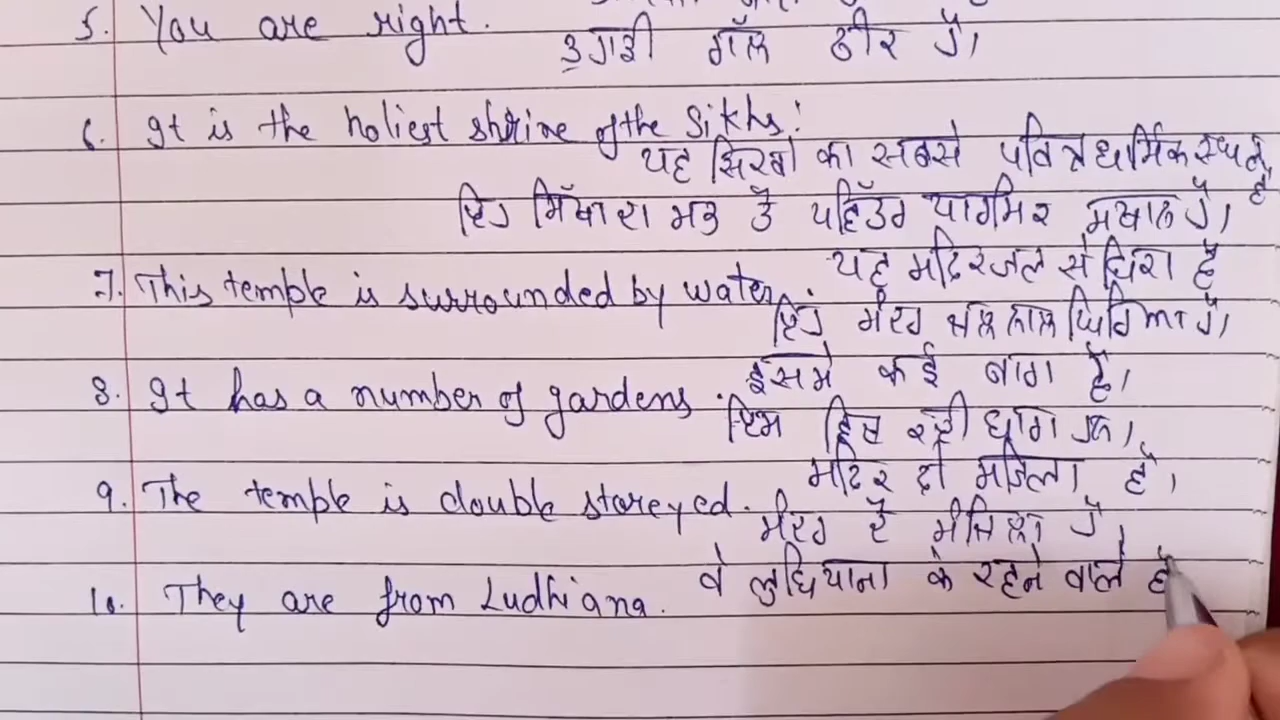 5. You are right.
ਤੁਹਾਡੀ ਗੱਲ ਠੀਕ ਹੈ।
6. It is the holiest shrine of the Sikhs.
यह सिखों का सबसे पवित्र धार्मिक स्थल है
ਇਹ ਸਿੱਖਾਂ ਦਾ ਸਭ ਤੋਂ ਪਵਿੱਤਰ ਧਾਰਮਿਕ ਸਥਾਨ ਹੈ।
7. This temple is surrounded by water.
यह मंदिर जल से घिरा है
ਇਹ ਮੰਦਰ ਜਲ ਨਾਲ ਘਿਰਿਆ ਹੈ।
8. It has a number of gardens.
इसमे कई बाग है।
ਇਸ ਵਿਚ ਕਈ ਬਾਗ ਹਨ।
9. The temple is double storeyed.
मंदिर दो मंजिला है।
ਮੰਦਰ ਦੋ ਮੰਜਿਲਾ ਹੈ।
10. They are from Ludhiana.
वे लुधियाना के रहने वाले है